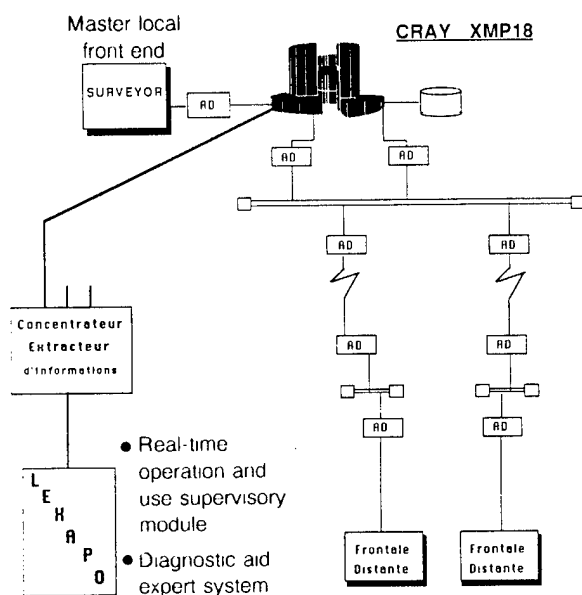 Master local
front end
CRAY XMP18
SURVEYOR
AD
AD
AD
AD
AD
AD
AD
AD
AD
Concentrateur
Extracteur
d'Informations
LEXAPO
● Real-time
operation and
use supervisory
module
● Diagnostic aid
expert system
Frontale
Distante
Frontale
Distante